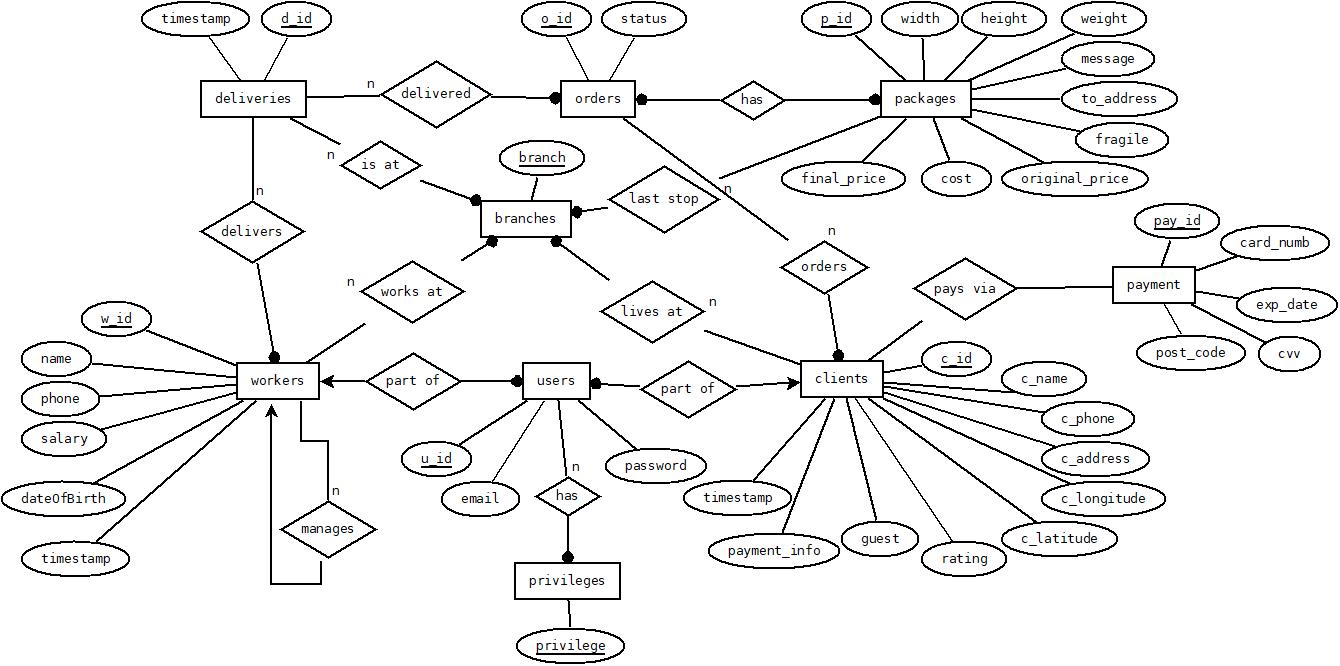 timestamp
d_id
o_id
status
p_id
width
height
weight
message
to_address
fragile
original_price
cost
final_price
deliveries
n
delivered
orders
has
packages
n
is at
branch
branches
last stop
n
n
delivers
works at
n
lives at
n
orders
n
pays via
payment
pay_id
card_numb
exp_date
cvv
post_code
w_id
name
phone
salary
dateOfBirth
timestamp
workers
part of
users
part of
clients
c_id
c_name
c_phone
c_address
c_longitude
c_latitude
rating
guest
payment_info
timestamp
u_id
email
password
n
has
n
manages
privileges
privilege